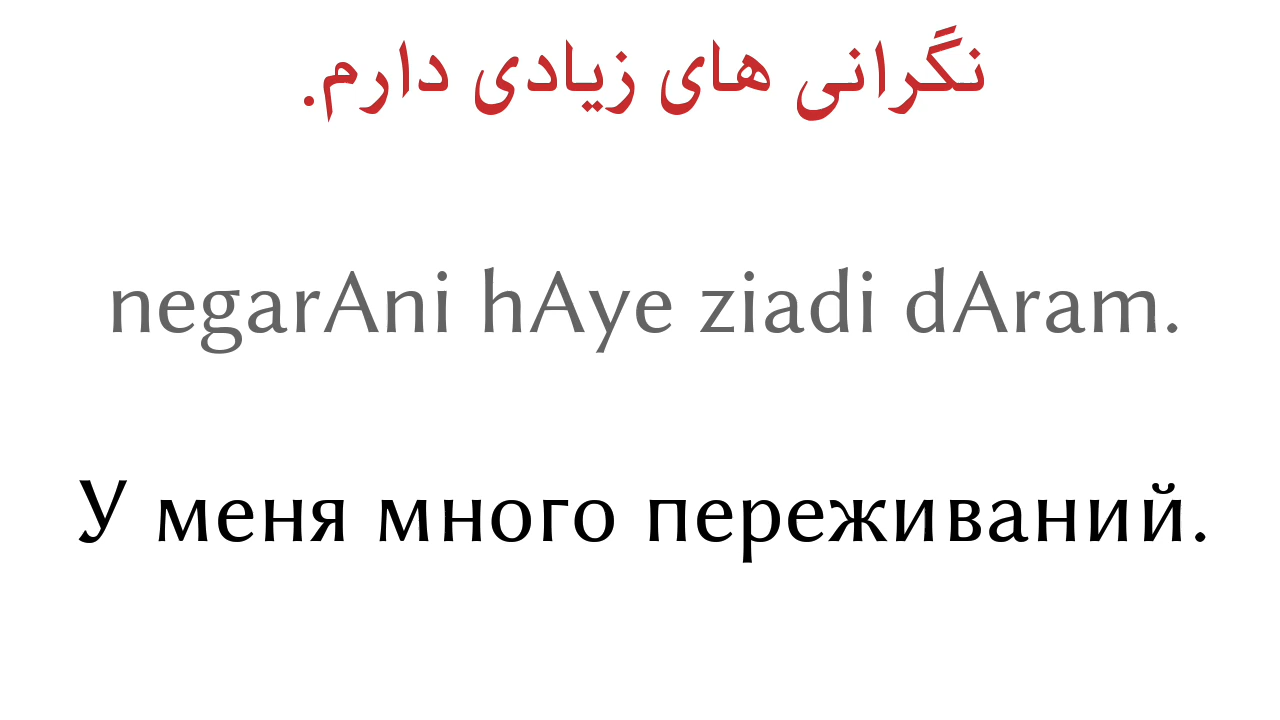 نگرانی های زیادی دارم.
negarAni hAye ziadi dAram.
У меня много переживаний.